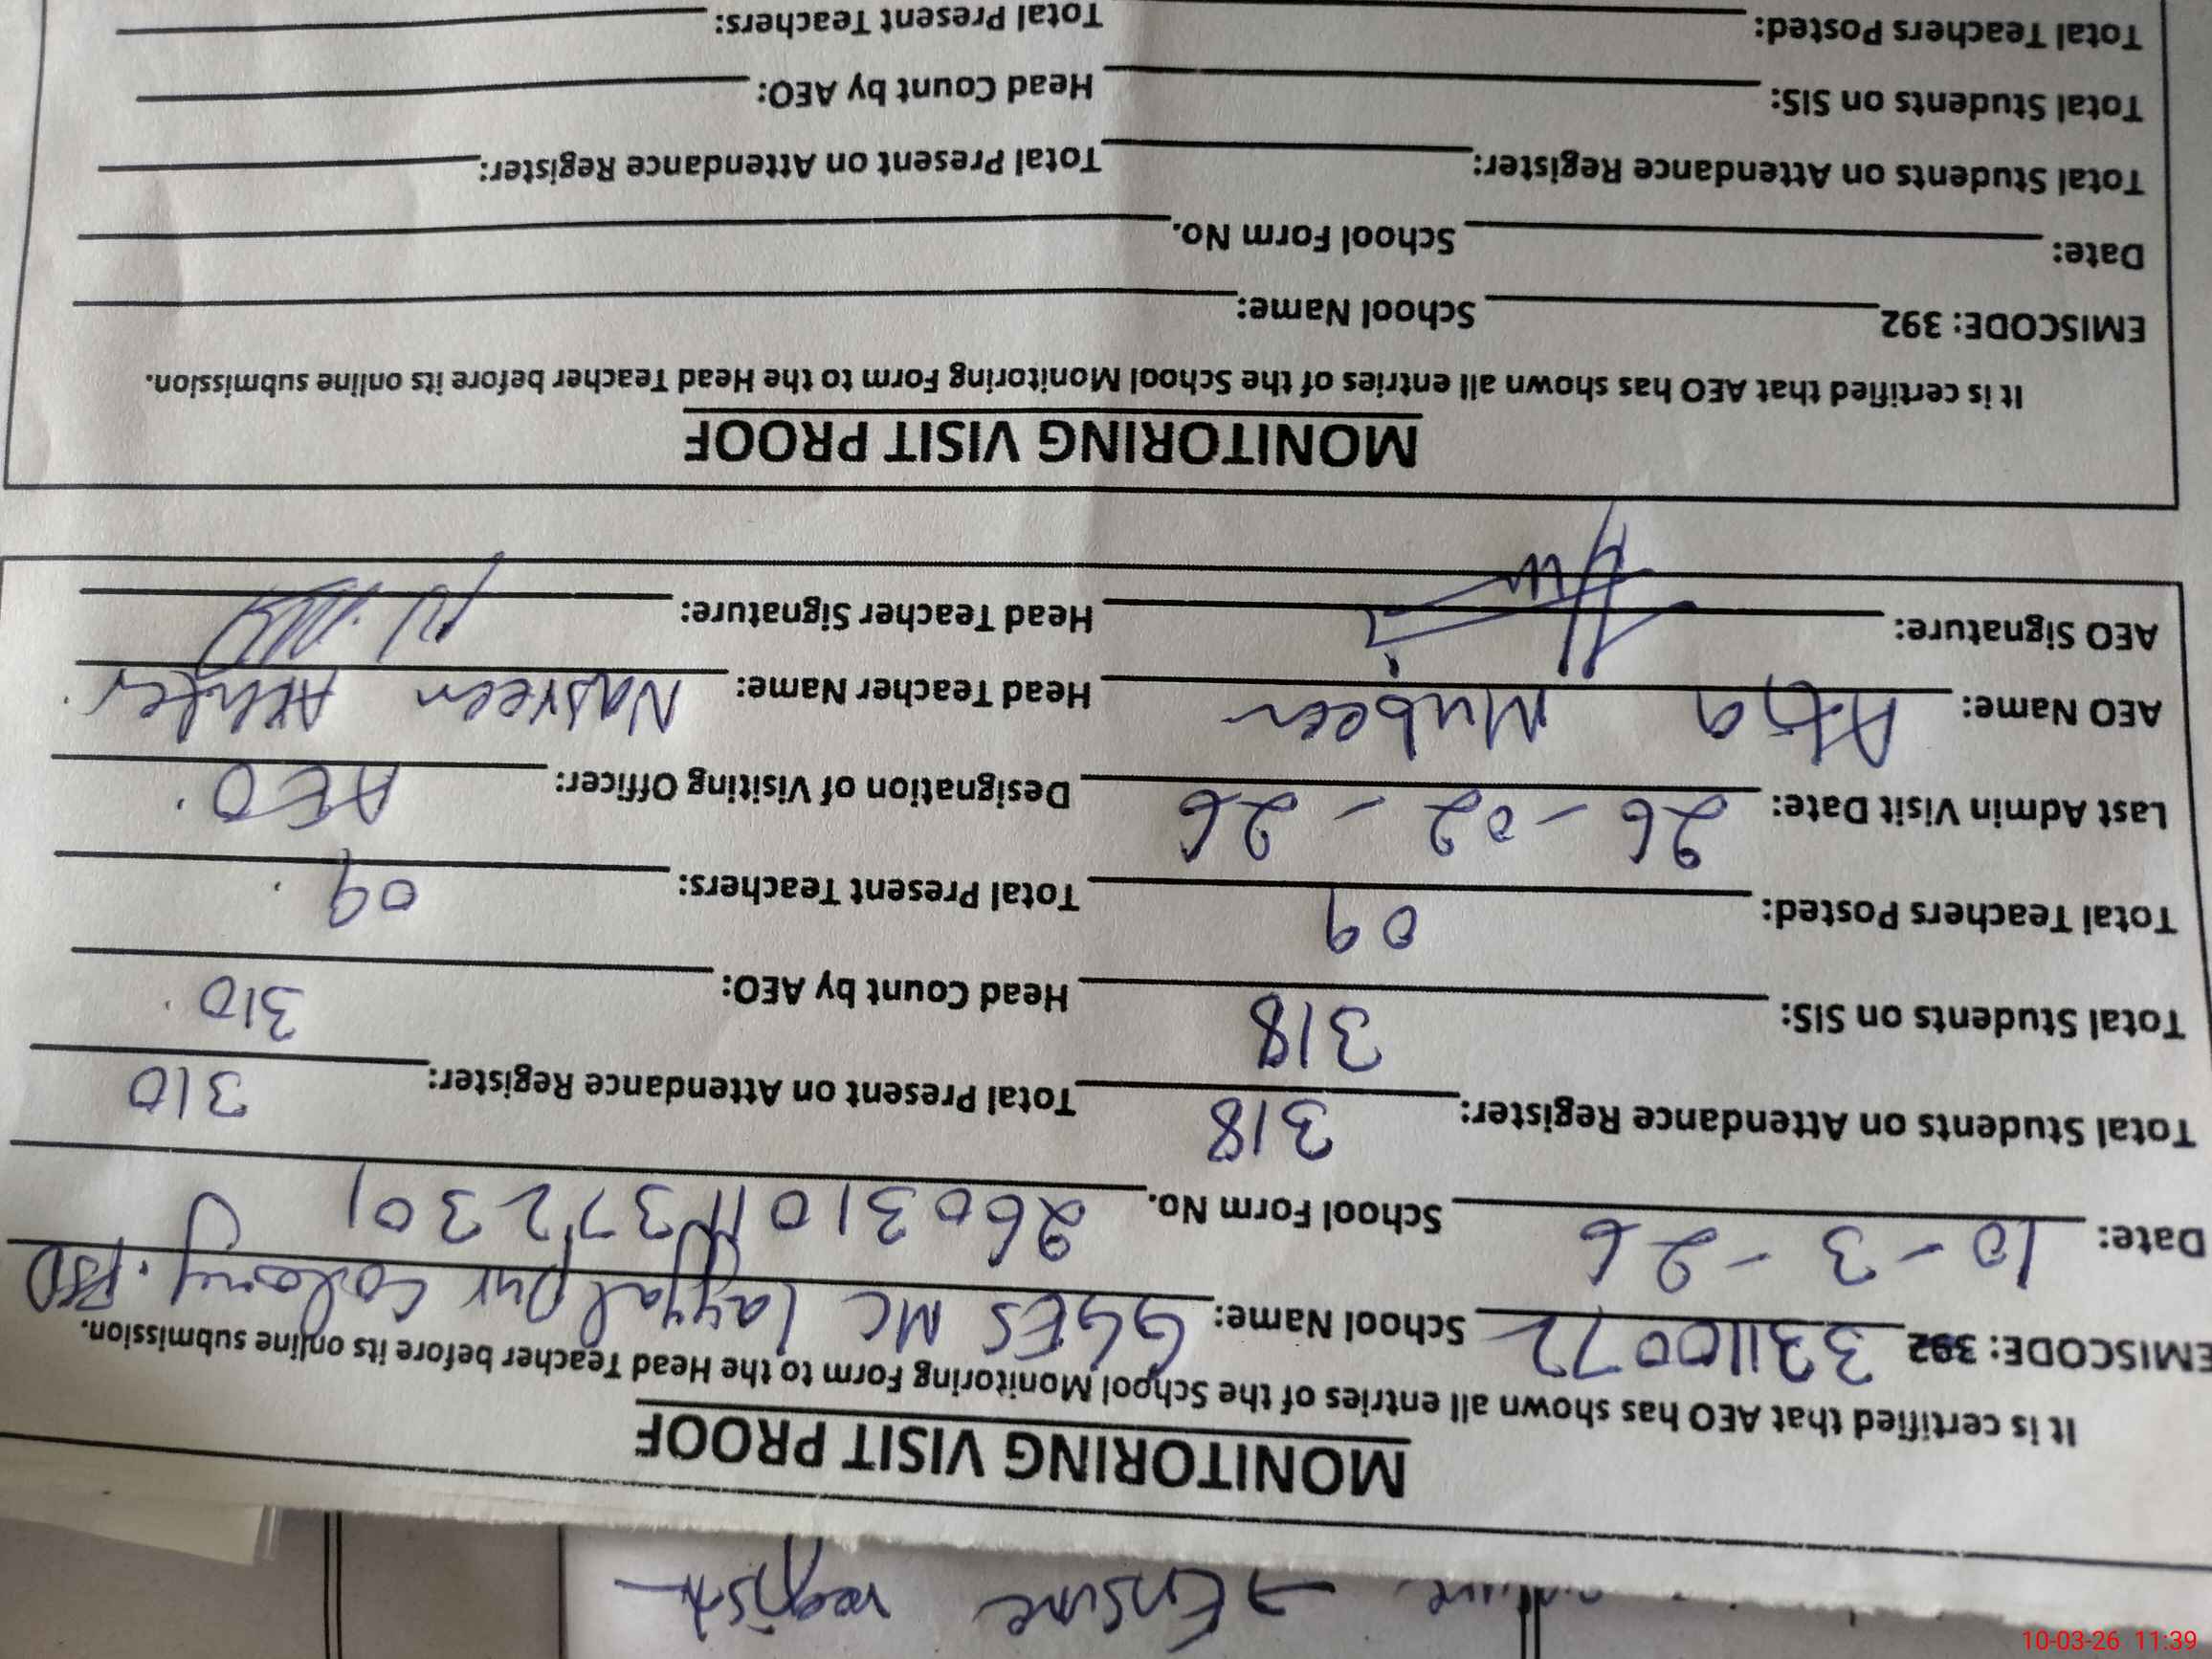 → Ensure regist
MONITORING VISIT PROOF
It is certified that AEO has shown all entries of the School Monitoring Form to the Head Teacher before its online submission.
EMISCODE: 392 33110072 School Name: GGES MC layyalpur colony. FSD
Date: 10-3-26 School Form No.
Total Students on Attendance Register: 318 Total Present on Attendance Register: 310
Total Students on SIS: 318 Head Count by AEO: 310
Total Teachers Posted: 09 Total Present Teachers: 09
Last Admin Visit Date: 26-02-26 Designation of Visiting Officer: AEO
AEO Name: Mubeen Head Teacher Name: Nasreen Akhter
AEO Signature: Head Teacher Signature:
MONITORING VISIT PROOF
It is certified that AEO has shown all entries of the School Monitoring Form to the Head Teacher before its online submission.
EMISCODE: 392 School Name:
Date: School Form No.
Total Students on Attendance Register: Total Present on Attendance Register:
Total Students on SIS: Head Count by AEO:
Total Teachers Posted: Total Present Teachers:
10-03-26 11:39